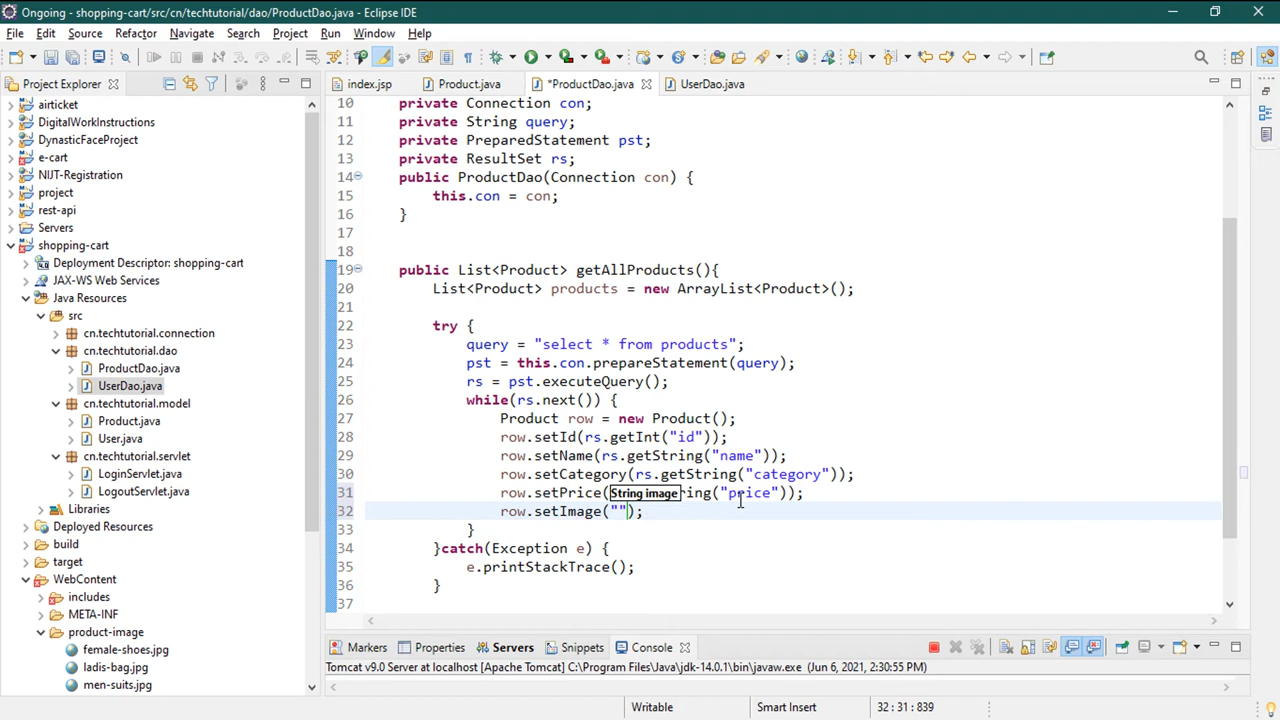 Ongoing - shopping-cart/src/cn/techtutorial/dao/ProductDao.java - Eclipse IDE
File Edit Source Refactor Navigate Search Project Run Window Help
Project Explorer
index.jsp Product.java *ProductDao.java UserDao.java
airticket
DigitalWorkInstructions
DynasticFaceProject
e-cart
NIJT-Registration
project
rest-api
Servers
shopping-cart
Deployment Descriptor: shopping-cart
JAX-WS Web Services
Java Resources
src
cn.techtutorial.connection
cn.techtutorial.dao
ProductDao.java
UserDao.java
cn.techtutorial.model
Product.java
User.java
cn.techtutorial.servlet
LoginServlet.java
LogoutServlet.java
Libraries
Deployed Resources
build
target
WebContent
includes
META-INF
product-image
female-shoes.jpg
ladis-bag.jpg
men-suits.jpg
10 private Connection con;
11 private String query;
12 private PreparedStatement pst;
13 private ResultSet rs;
14 public ProductDao(Connection con) {
15 this.con = con;
16 }
17
18
19 public List<Product> getAllProducts(){
20 List<Product> products = new ArrayList<Product>();
21
22 try {
23 query = "select * from products";
24 pst = this.con.prepareStatement(query);
25 rs = pst.executeQuery();
26 while(rs.next()) {
27 Product row = new Product();
28 row.setId(rs.getInt("id"));
29 row.setName(rs.getString("name"));
30 row.setCategory(rs.getString("category"));
31 row.setPrice( String image ring("price"));
32 row.setImage("");
33 }
34 }catch(Exception e) {
35 e.printStackTrace();
36 }
37
Markers Properties Servers Snippets Console
Tomcat v9.0 Server at localhost [Apache Tomcat] C:\Program Files\Java\jdk-14.0.1\bin\javaw.exe (Jun 6, 2021, 2:30:55 PM)
Writable Smart Insert 32 : 31 : 839